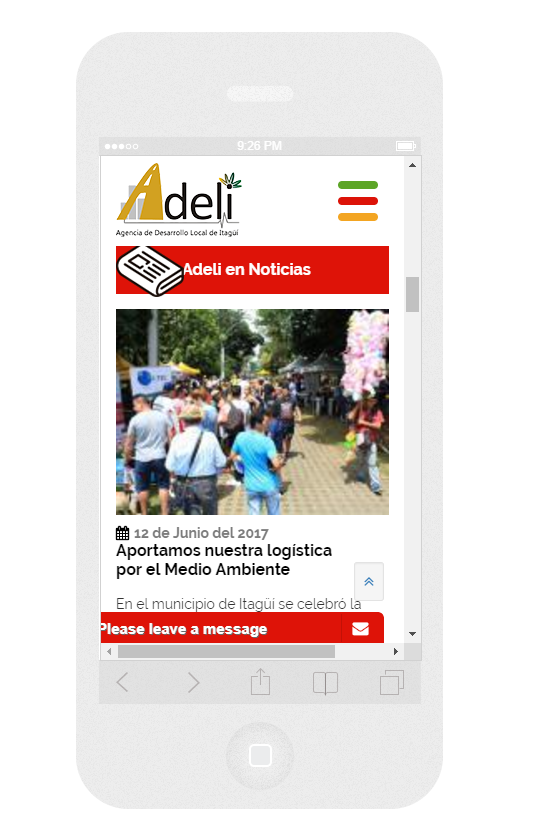 9:26 PM
Adeli
Agencia de Desarrollo Local de Itagüí
Adeli en Noticias
12 de Junio del 2017
Aportamos nuestra logística
por el Medio Ambiente
En el municipio de Itagüi se celebró la
Please leave a message